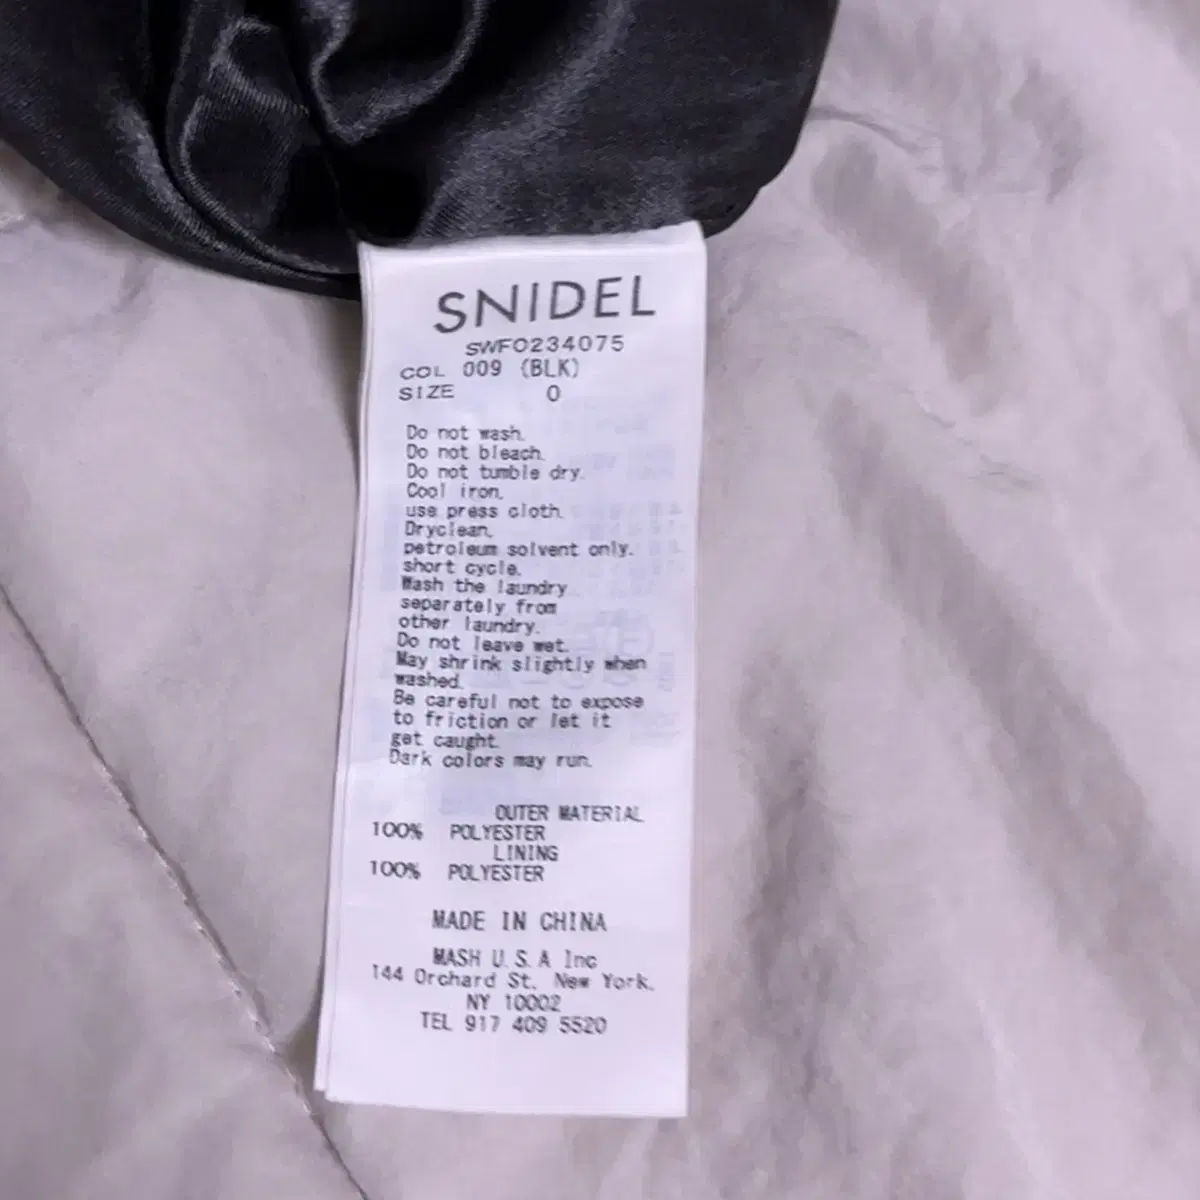 SNIDEL
SWFO234075
COL 009 (BLK)
SIZE 0
Do not wash.
Do not bleach.
Do not tumble dry.
Cool iron.
use press cloth.
Dryclean,
petroleum solvent only.
short cycle.
Wash the laundry
separately from
other laundry.
Do not leave wet.
May shrink slightly when
washed.
Be careful not to expose
to friction or let it
get caught.
Dark colors may run.
OUTER MATERIAL
100% POLYESTER
LINING
100% POLYESTER
MADE IN CHINA
MASH U.S.A Inc
144 Orchard St. New York.
NY 10002
TEL 917 409 5520